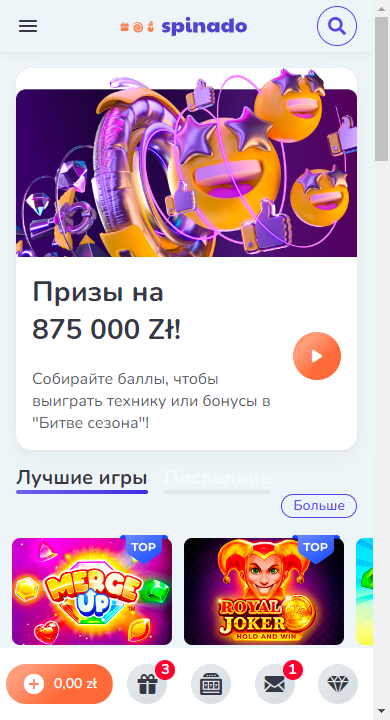 spinado
Призы на
875 000 Zł!
Собирайте баллы, чтобы
выиграть технику или бонусы в
"Битве сезона"!
Лучшие игры
Последние
Больше
TOP
MERGE
UP
TM
TOP
ROYAL
JOKER
HOLD AND WIN
0,00 zł
3
1